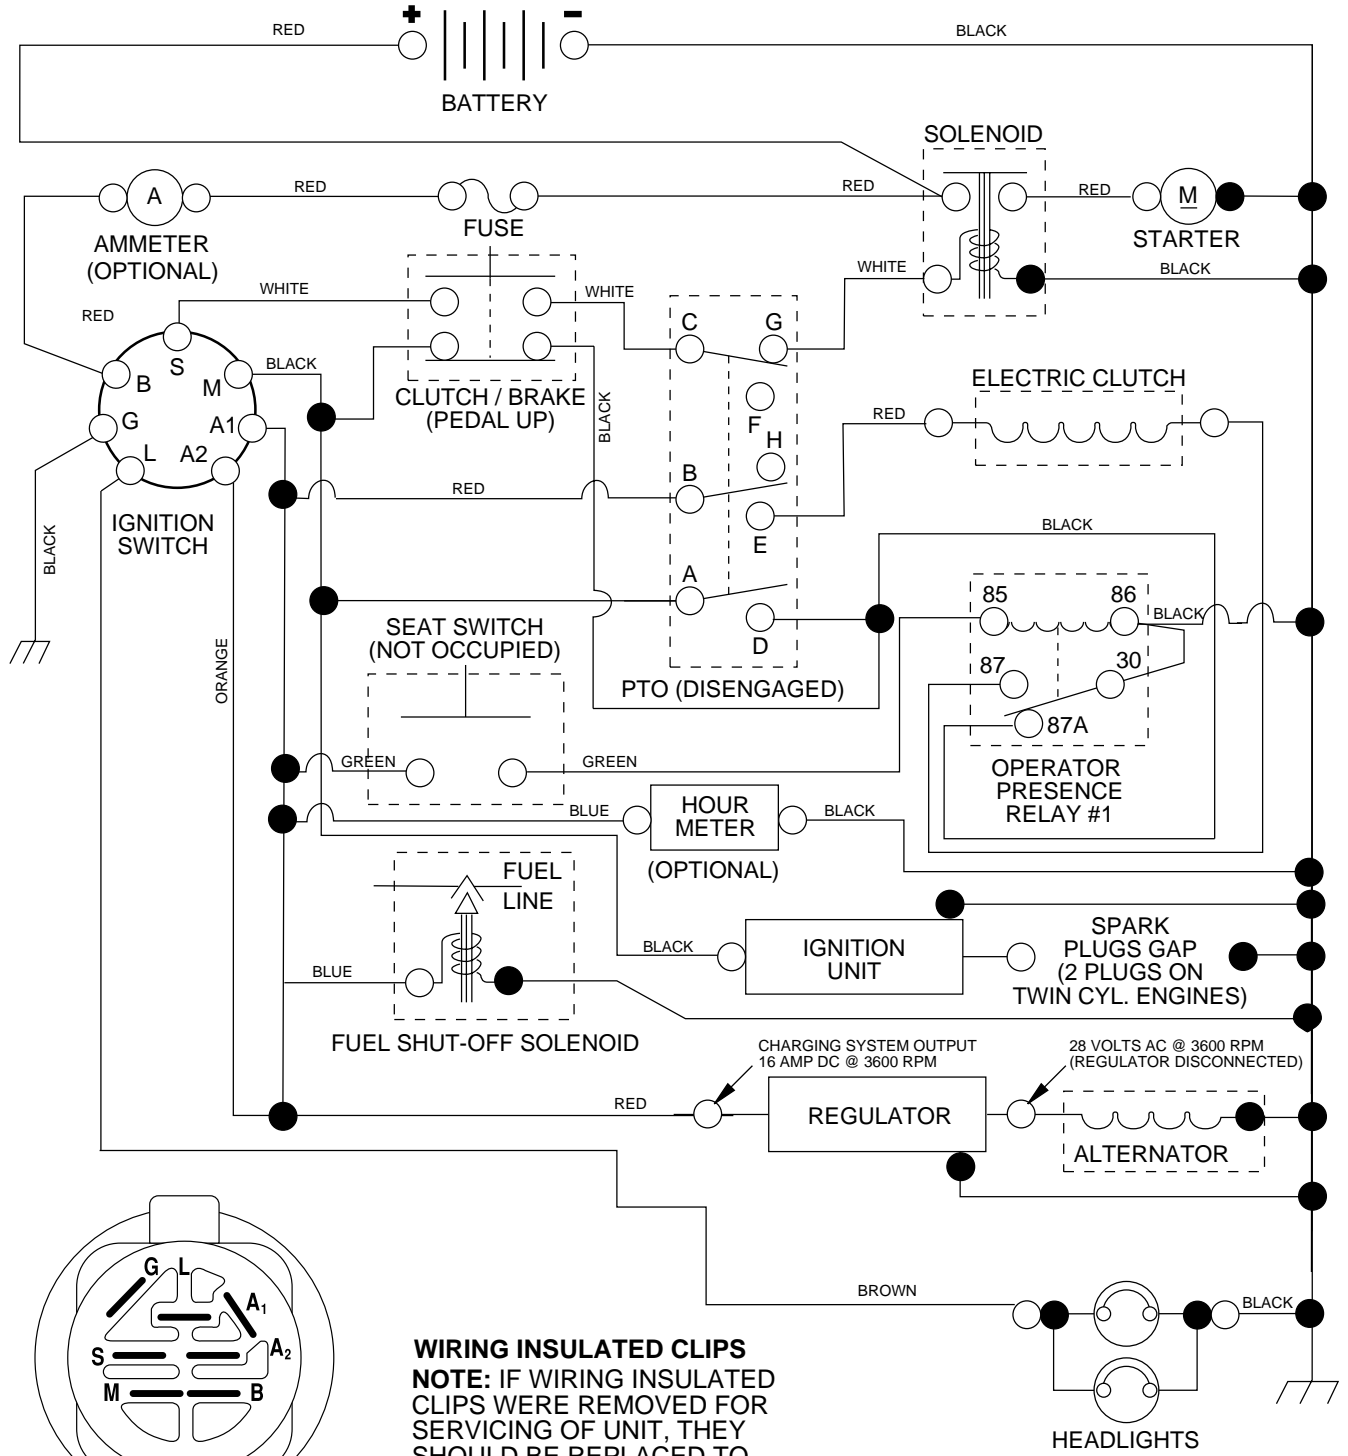 + −
RED
BLACK
BATTERY
SOLENOID
A
RED
RED
RED
M
FUSE
AMMETER
(OPTIONAL)
STARTER
WHITE
BLACK
WHITE
WHITE
RED
C G
S
B
M
BLACK
ELECTRIC CLUTCH
CLUTCH / BRAKE
(PEDAL UP)
BLACK
G
A1
RED
F
H
L
A2
B
RED
IGNITION
SWITCH
BLACK
E
BLACK
A
85 86
BLACK
SEAT SWITCH
(NOT OCCUPIED)
ORANGE
D
87 30
PTO (DISENGAGED)
87A
GREEN
GREEN
OPERATOR
PRESENCE
RELAY #1
BLUE
HOUR
METER
BLACK
(OPTIONAL)
FUEL
LINE
BLACK
IGNITION
UNIT
SPARK
PLUGS GAP
(2 PLUGS ON
TWIN CYL. ENGINES)
BLUE
FUEL SHUT-OFF SOLENOID
CHARGING SYSTEM OUTPUT
16 AMP DC @ 3600 RPM
28 VOLTS AC @ 3600 RPM
(REGULATOR DISCONNECTED)
RED
REGULATOR
ALTERNATOR
BROWN
BLACK
HEADLIGHTS
G L
A1
S
A2
M B
WIRING INSULATED CLIPS
NOTE: IF WIRING INSULATED
CLIPS WERE REMOVED FOR
SERVICING OF UNIT, THEY
SHOULD BE REPLACED TO